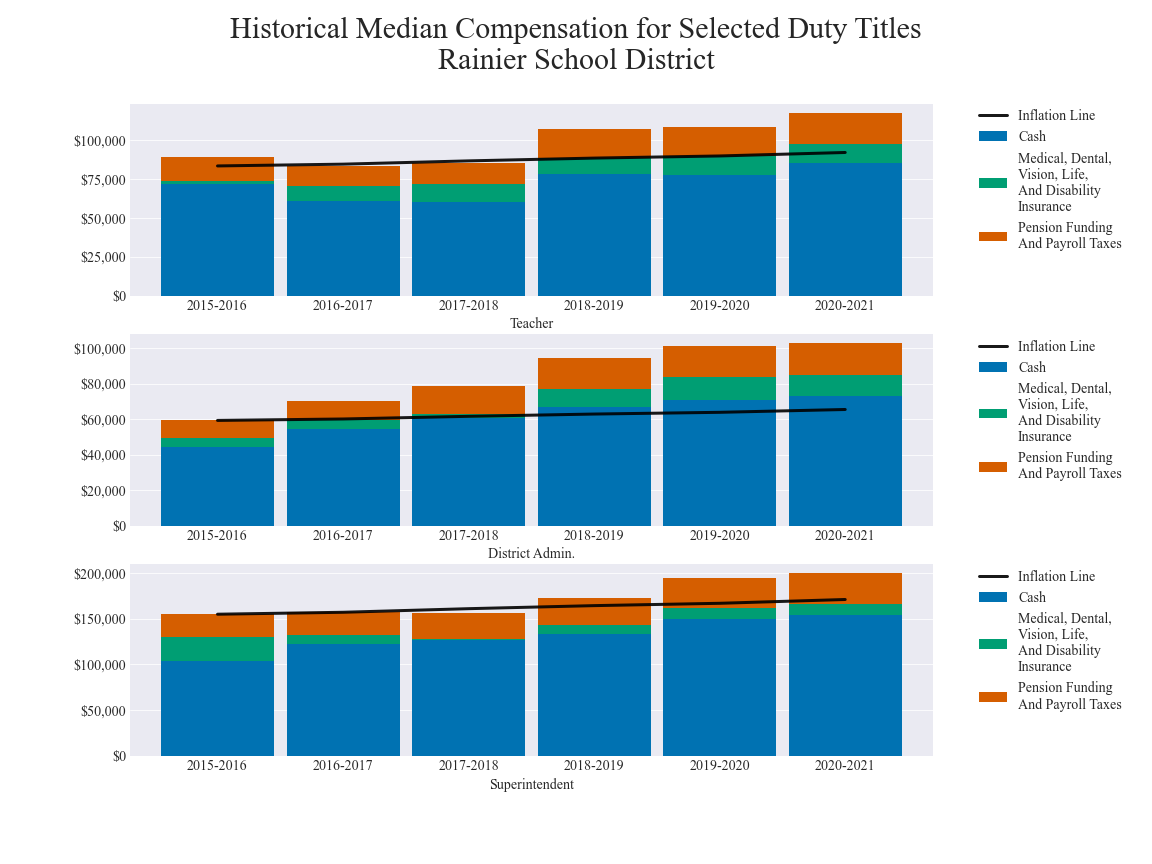 Historical Median Compensation for Selected Duty Titles
Rainier School District
$100,000
$75,000
$50,000
$25,000
$0
2015-2016 2016-2017 2017-2018 2018-2019 2019-2020 2020-2021
Teacher
Inflation Line
Cash
Medical, Dental,
Vision, Life,
And Disability
Insurance
Pension Funding
And Payroll Taxes
$100,000
$80,000
$60,000
$40,000
$20,000
$0
2015-2016 2016-2017 2017-2018 2018-2019 2019-2020 2020-2021
District Admin.
Inflation Line
Cash
Medical, Dental,
Vision, Life,
And Disability
Insurance
Pension Funding
And Payroll Taxes
$200,000
$150,000
$100,000
$50,000
$0
2015-2016 2016-2017 2017-2018 2018-2019 2019-2020 2020-2021
Superintendent
Inflation Line
Cash
Medical, Dental,
Vision, Life,
And Disability
Insurance
Pension Funding
And Payroll Taxes